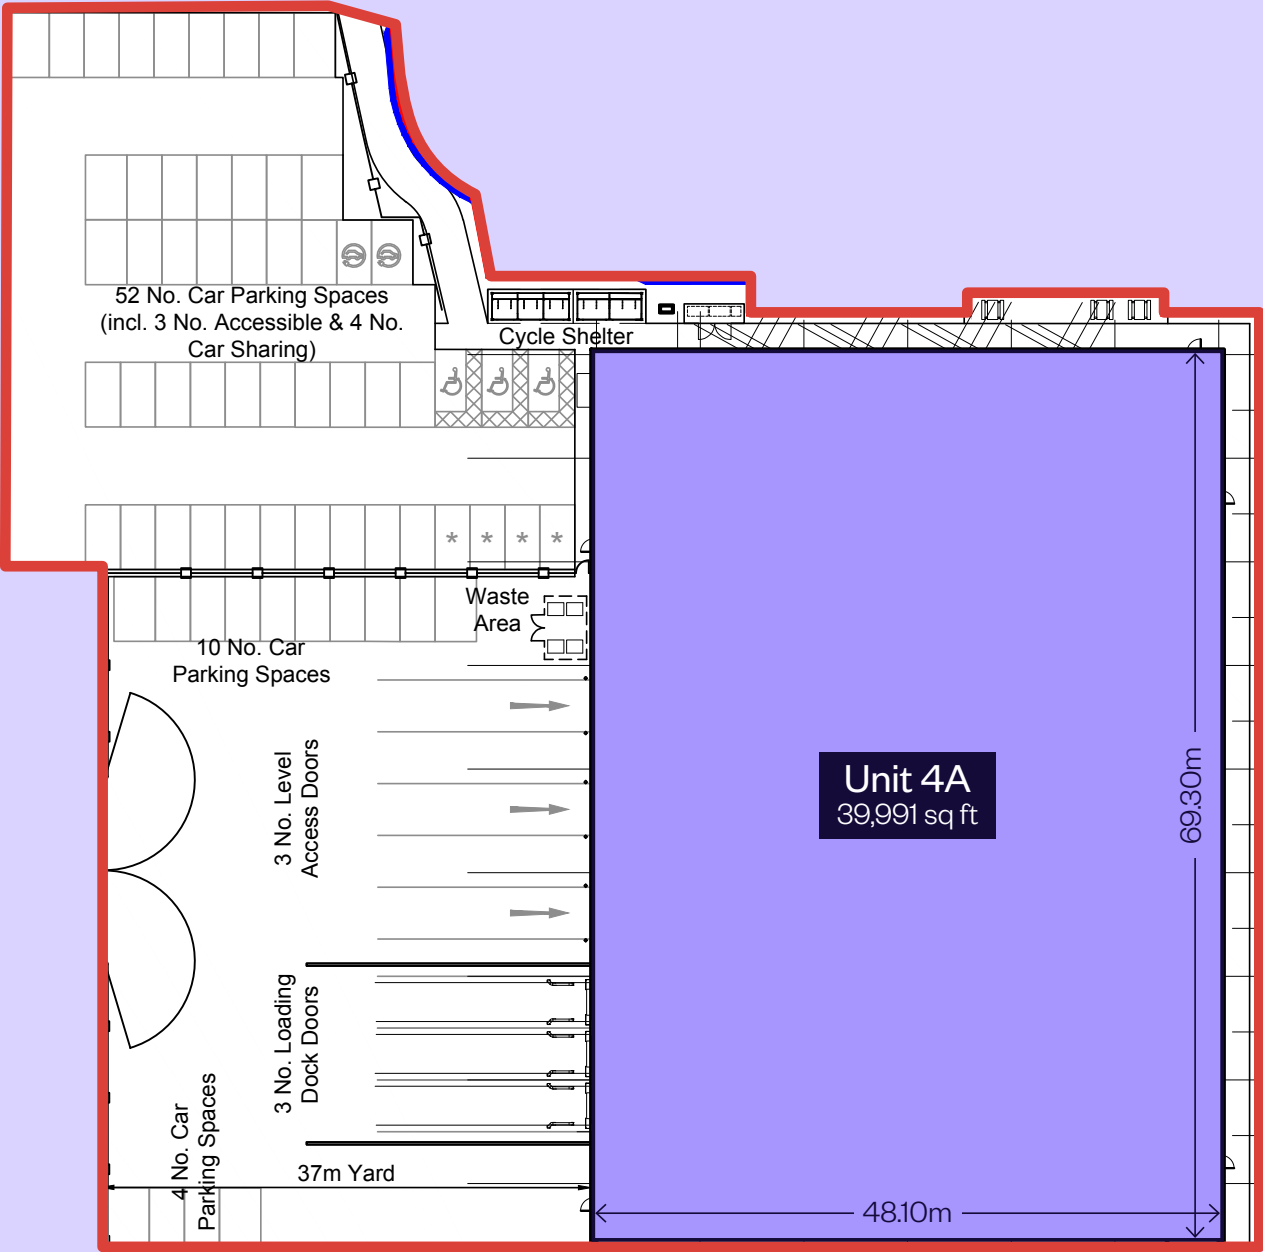 52 No. Car Parking Spaces
(incl. 3 No. Accessible & 4 No.
Car Sharing)
Cycle Shelter
* * * *
Waste
Area
10 No. Car
Parking Spaces
3 No. Level
Access Doors
Unit 4A
39,991 sq ft
69.30m
3 No. Loading
Dock Doors
4 No. Car
Parking Spaces
37m Yard
48.10m